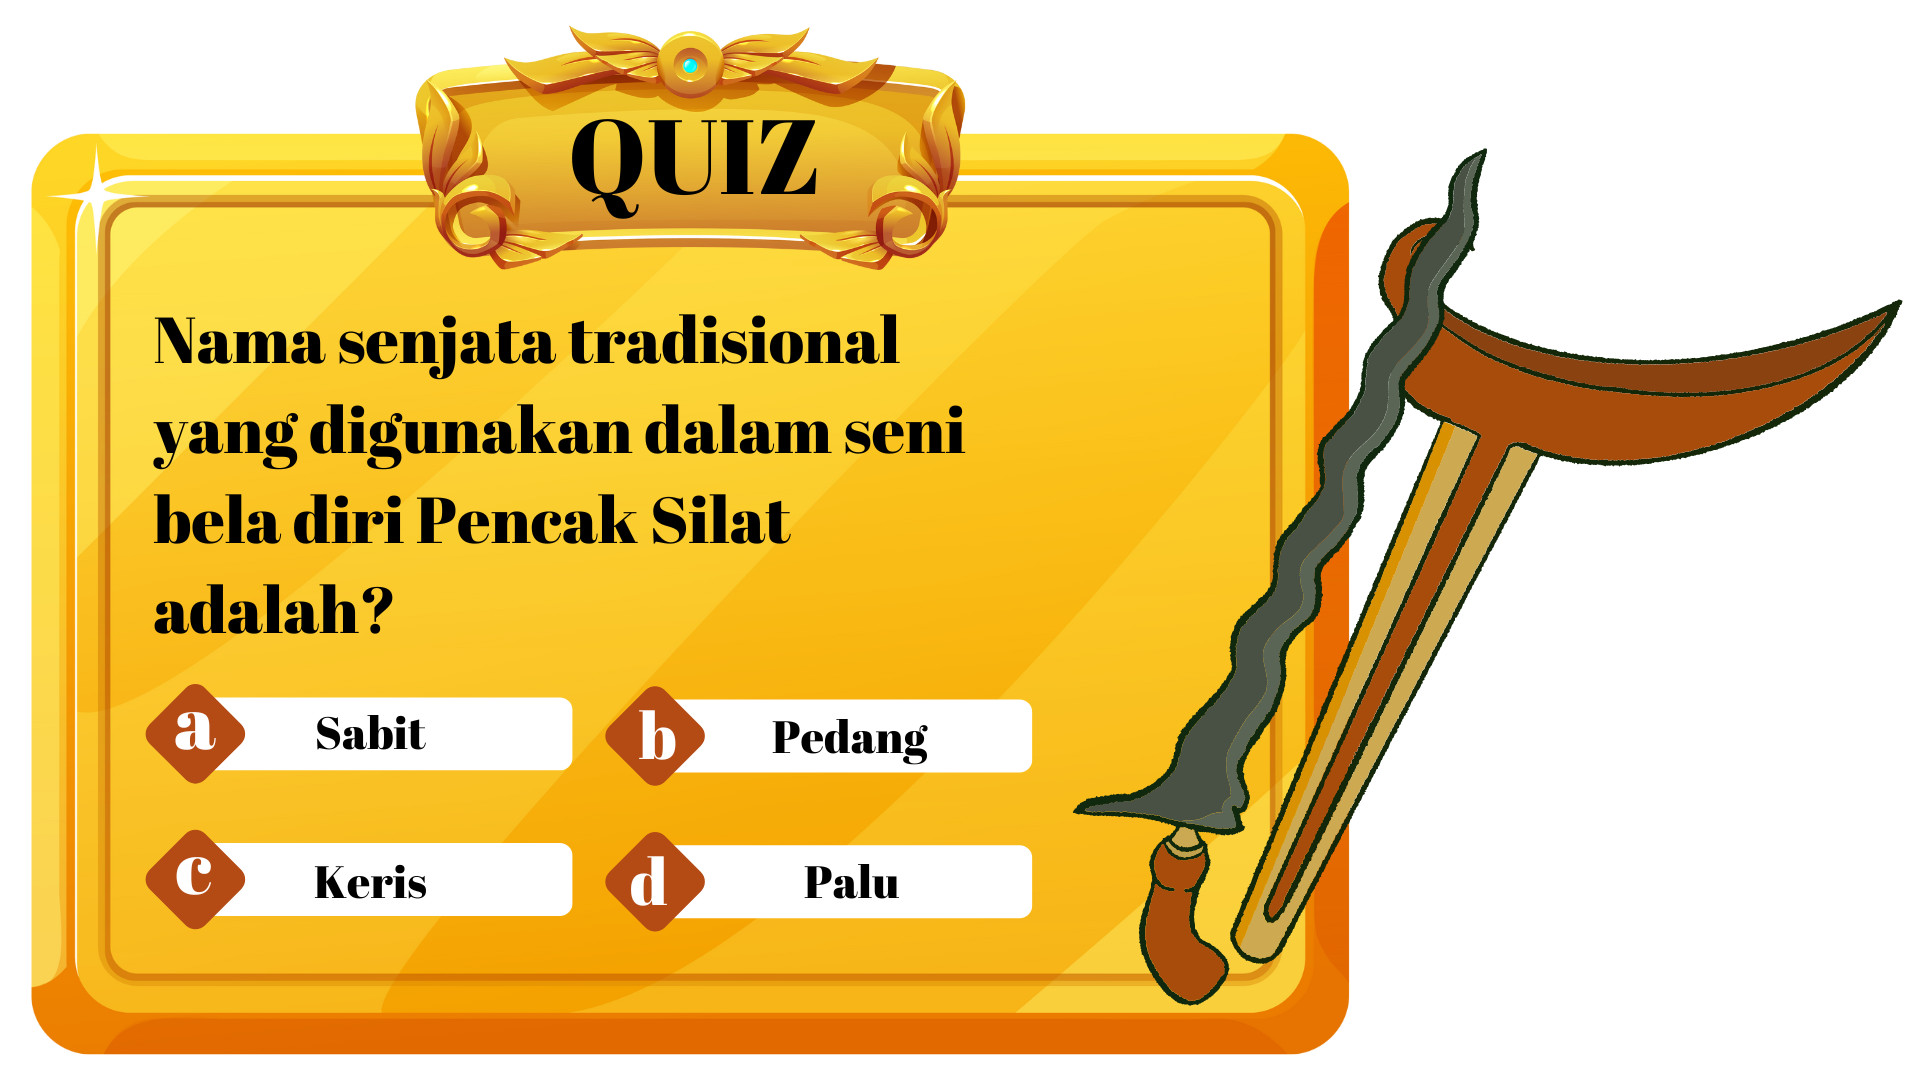 QUIZ
Nama senjata tradisional
yang digunakan dalam seni
bela diri Pencak Silat
adalah?
a Sabit
b Pedang
c Keris
d Palu